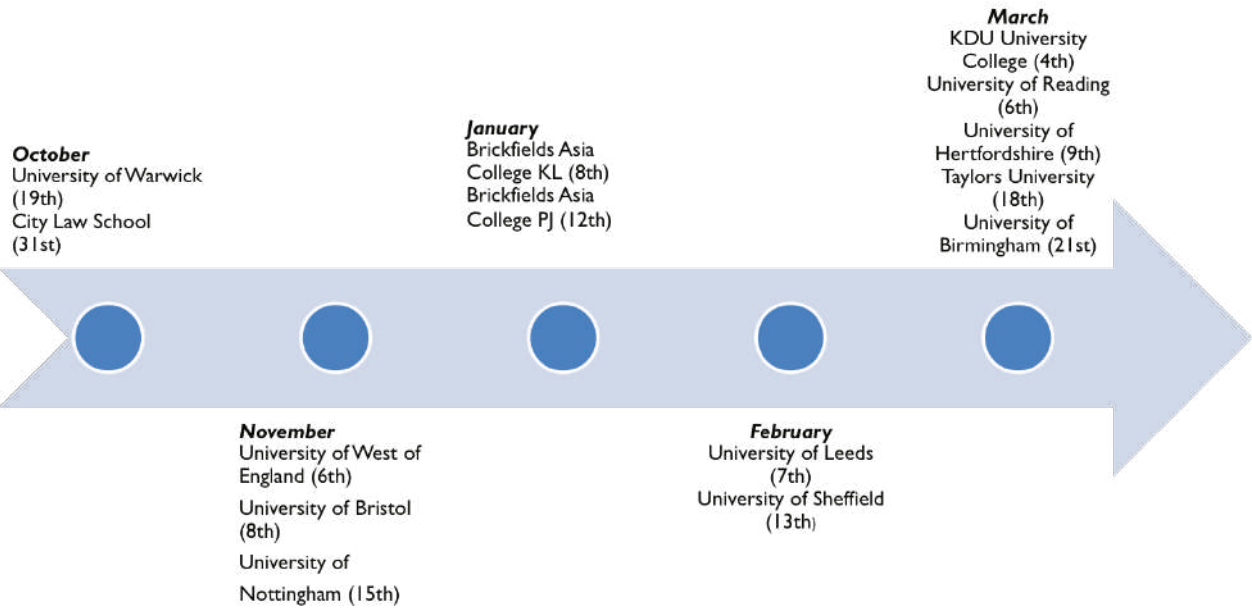 October
University of Warwick
(19th)
City Law School
(31st)
November
University of West of
England (6th)
University of Bristol
(8th)
University of
Nottingham (15th)
January
Brickfields Asia
College KL (8th)
Brickfields Asia
College PJ (12th)
February
University of Leeds
(7th)
University of Sheffield
(13th)
March
KDU University
College (4th)
University of Reading
(6th)
University of
Hertfordshire (9th)
Taylors University
(18th)
University of
Birmingham (21st)